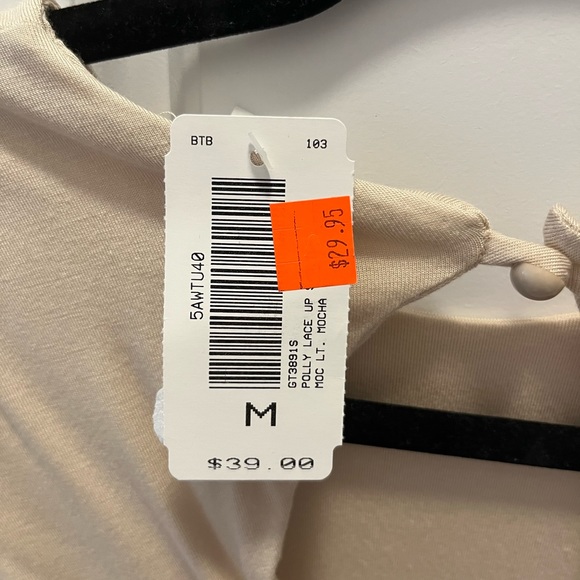 BTB 103
5AWTU40
$29.95
GT3891S
POLLY LACE UP
MOC LT. MOCHA
M
$39.00